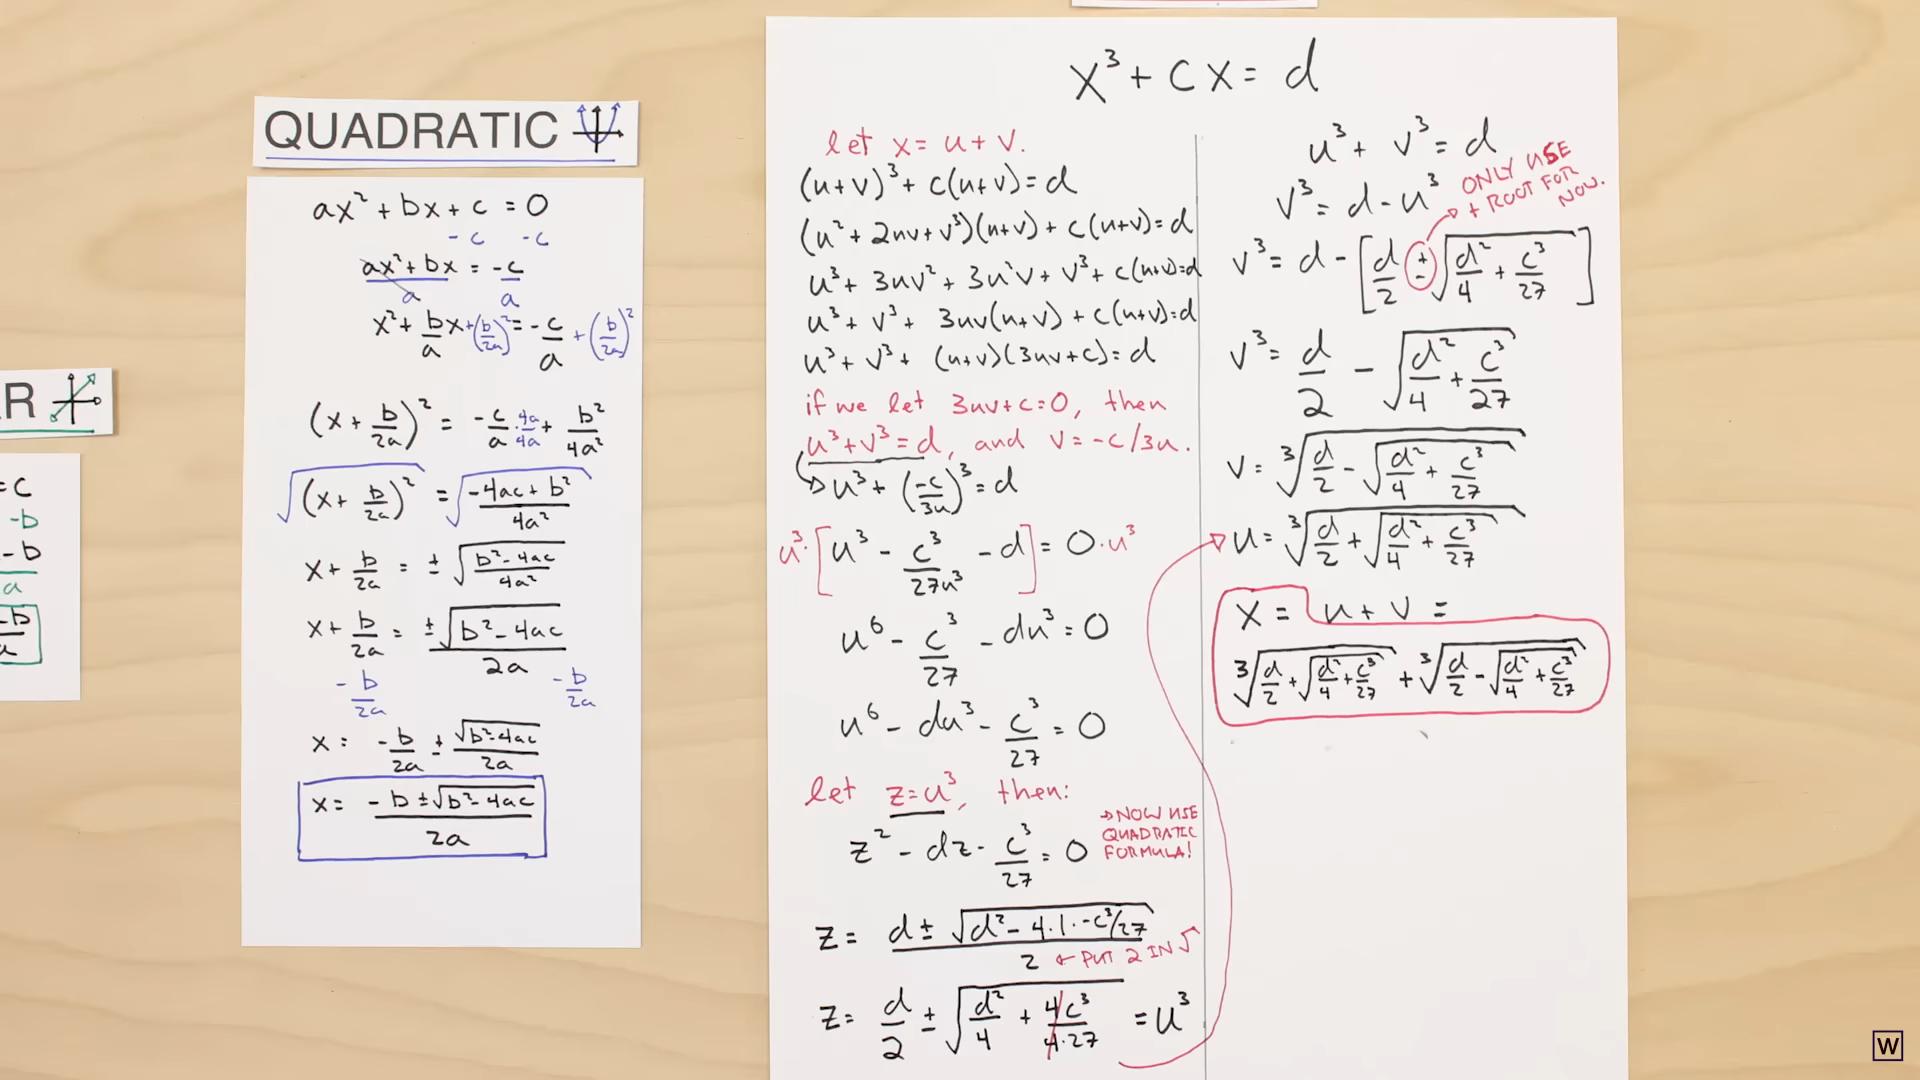 R
=c
-b
-b
a
-b
a
QUADRATIC
ax² + bx + c = 0
-c -c
ax² + bx = -c
a a
x² + b/a x + (b/2a)² = -c/a + (b/2a)²
(x + b/2a)² = -c/a · 4a/4a + b²/4a²
√(x + b/2a)² = √(-4ac + b²)/4a²
x + b/2a = ± √(b² - 4ac)/4a²
x + b/2a = ±√(b² - 4ac) / 2a
-b/2a -b/2a
x = -b/2a ± √(b² - 4ac)/2a
x = -b ± √(b² - 4ac) / 2a
x³ + cx = d
let x = u + v.
(u+v)³ + c(u+v) = d
(u² + 2uv + v³)(u+v) + c(u+v) = d
u³ + 3uv² + 3u²v + v³ + c(u+v) = d
u³ + v³ + 3uv(u+v) + c(u+v) = d
u³ + v³ + (u+v)(3uv+c) = d
if we let 3uv+c=0, then
u³+v³=d, and v = -c/3u.
u³ + (-c/3u)³ = d
u³·[u³ - c³/27u³ - d] = 0·u³
u⁶ - c³/27 - du³ = 0
u⁶ - du³ - c³/27 = 0
let z=u³, then:
z² - dz - c³/27 = 0 → NOW USE
QUADRATIC
FORMULA!
z = d ± √(d² - 4·1·-c³/27) / 2 ← PUT 2 IN √
z = d/2 ± √(d²/4 + 4c³/4·27) = u³
u³ + v³ = d
v³ = d - u³
ONLY USE
+ ROOT FOR
NOW.
v³ = d - [d/2 ± √(d²/4 + c³/27)]
v³ = d/2 - √(d²/4 + c³/27)
v = ³√(d/2 - √(d²/4 + c³/27))
u = ³√(d/2 + √(d²/4 + c³/27))
x = u + v =
³√(d/2 + √(d²/4 + c³/27)) + ³√(d/2 - √(d²/4 + c³/27))
W